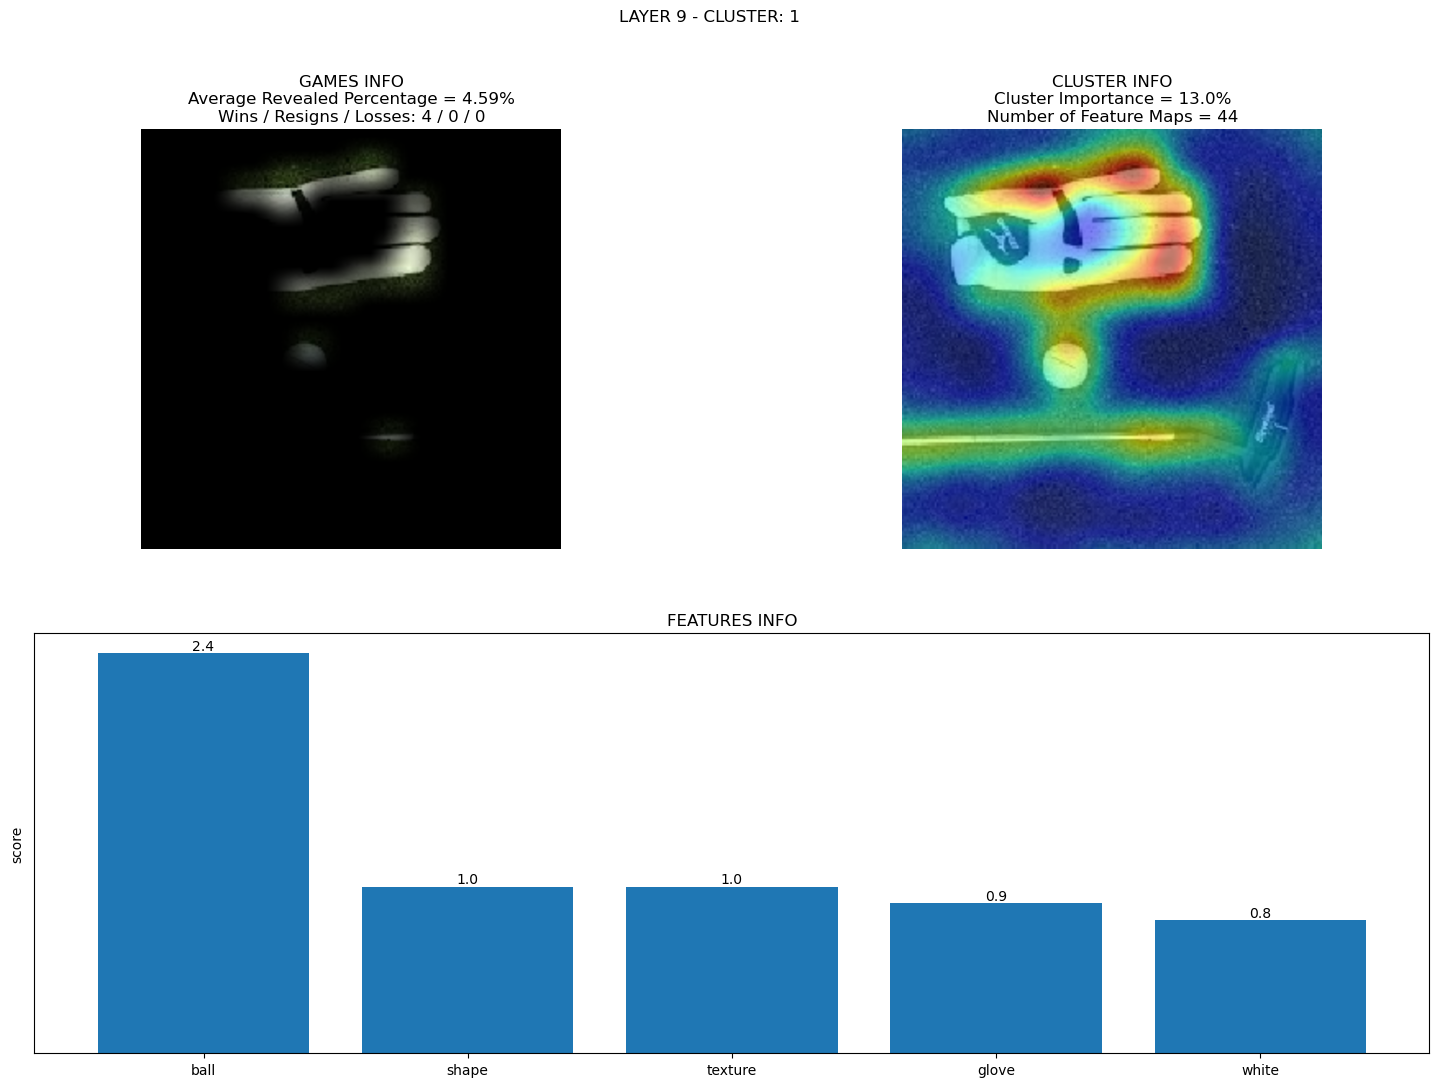 LAYER 9 - CLUSTER: 1
GAMES INFO
Average Revealed Percentage = 4.59%
Wins / Resigns / Losses: 4 / 0 / 0
CLUSTER INFO
Cluster Importance = 13.0%
Number of Feature Maps = 44
FEATURES INFO
score
2.4
1.0
1.0
0.9
0.8
ball
shape
texture
glove
white